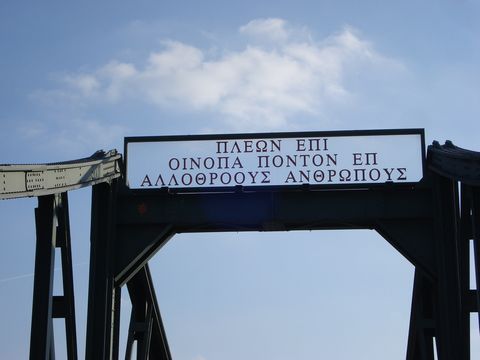 ΠΛΕΩΝ ΕΠΙ
ΟΙΝΟΠΑ ΠΟΝΤΟΝ ΕΠ
ΑΛΛΟΘΡΟΟΥΣ ΑΝΘΡΩΠΟΥΣ